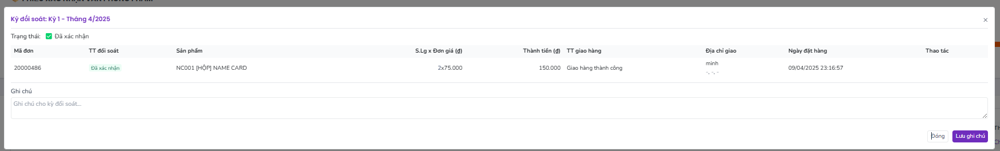 Kỳ đối soát: Kỳ 1 - Tháng 4/2025
×
Trạng thái: Đã xác nhận
Mã đơn TT đối soát Sản phẩm S.Lg x Đơn giá (₫) Thành tiền (₫) TT giao hàng Địa chỉ giao Ngày đặt hàng Thao tác
20000486 Đã xác nhận NC001 [HỘP] NAME CARD 2x75.000 150.000 Giao hàng thành công minh 09/04/2025 23:16:57
-, -, -
Ghi chú
Ghi chú cho kỳ đối soát...
Đóng Lưu ghi chú